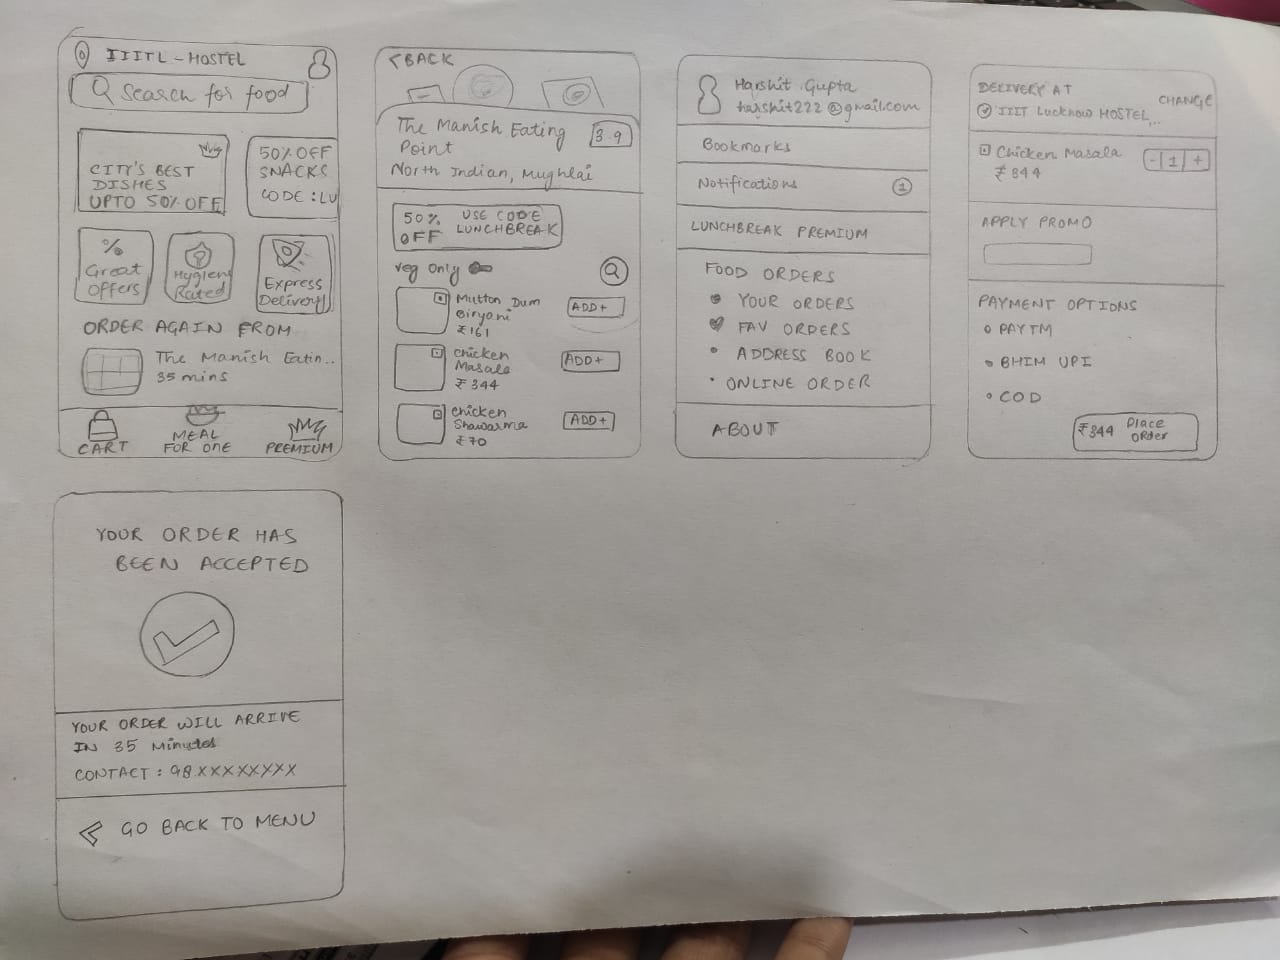 IIITL - HOSTEL
Search for food
CITY'S BEST
DISHES
UPTO 50% OFF
50% OFF
SNACKS
CODE : LU
%
Great
Offers
Hygiene
Rated
Express
Delivery
ORDER AGAIN FROM
The Manish Eatin..
35 mins
CART
MEAL
FOR ONE
PREMIUM
< BACK
The Manish Eating
Point
3.9
North Indian, Mughlai
50%
OFF
USE CODE
LUNCHBREAK
Veg only
Mutton Dum
Biryani
₹161
ADD+
Chicken
Masala
₹344
ADD+
Chicken
Shawarma
₹70
ADD+
Harshit Gupta
harshit222@gmail.com
Bookmarks
Notifications 1
LUNCHBREAK PREMIUM
FOOD ORDERS
YOUR ORDERS
FAV ORDERS
ADDRESS BOOK
ONLINE ORDER
ABOUT
DELIVERY AT
CHANGE
IIIT Lucknow HOSTEL...
Chicken Masala
- 1 +
₹344
APPLY PROMO
PAYMENT OPTIONS
PAYTM
BHIM UPI
COD
₹344 Place
Order
YOUR ORDER HAS
BEEN ACCEPTED
YOUR ORDER WILL ARRIVE
IN 35 Minutes
CONTACT : 98XXXXXXXX
GO BACK TO MENU